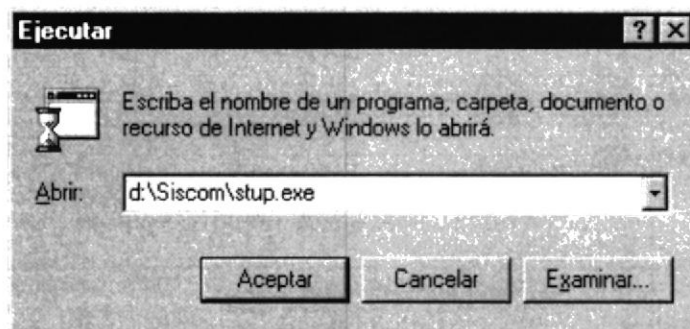 Ejecutar
Escriba el nombre de un programa, carpeta, documento o
recurso de Internet y Windows lo abrirá.
Abrir: d:\Siscom\stup.exe
Aceptar Cancelar Examinar...